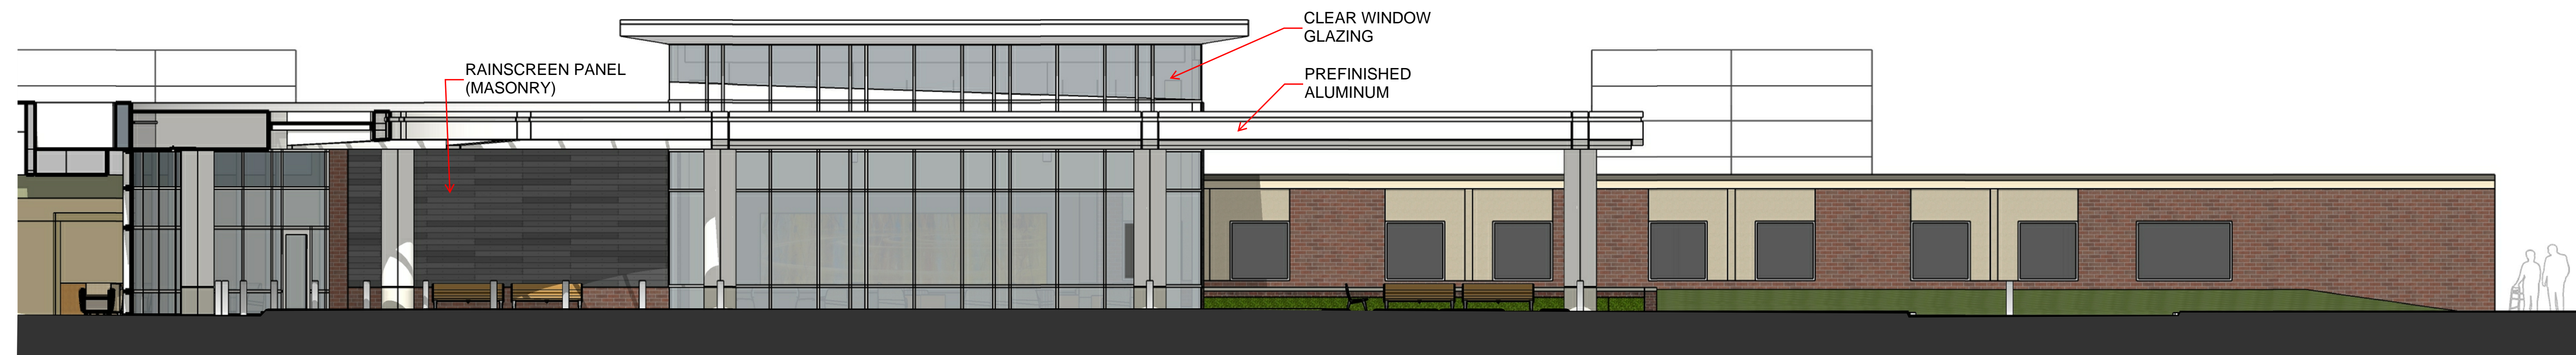 RAINSCREEN PANEL
(MASONRY)
CLEAR WINDOW
GLAZING
PREFINISHED
ALUMINUM